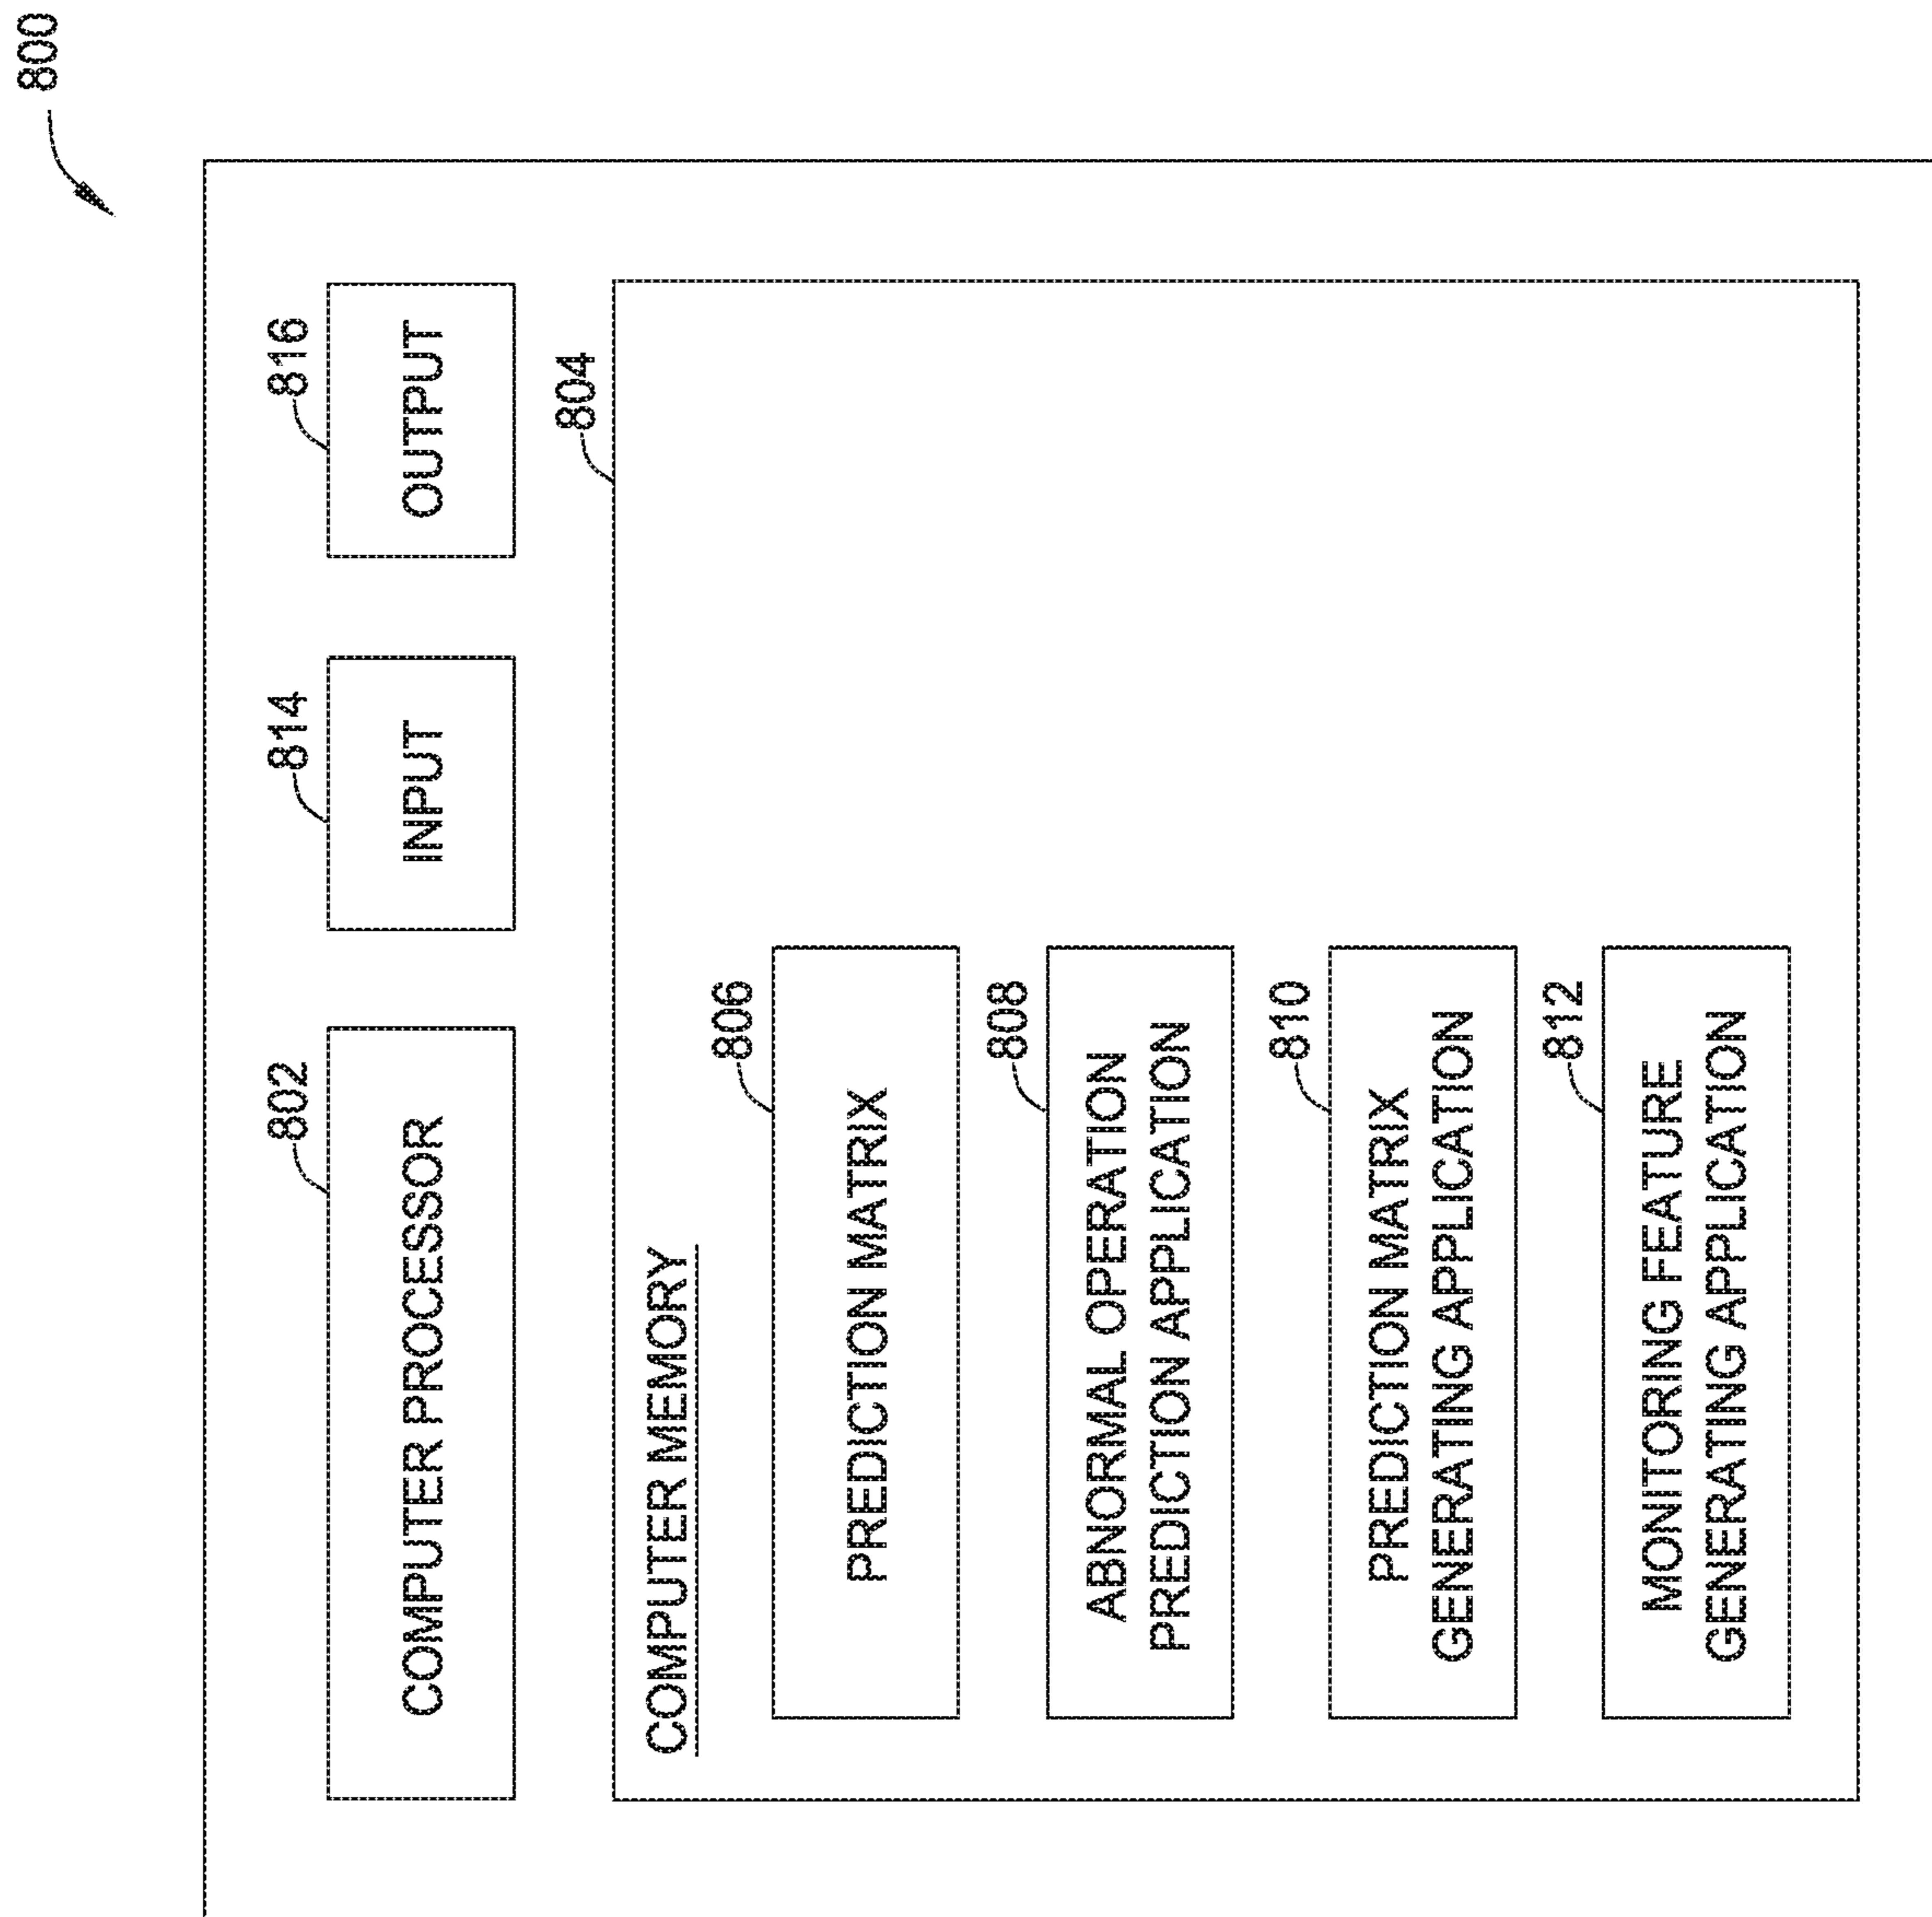 800
802
COMPUTER PROCESSOR
814
INPUT
816
OUTPUT
804
COMPUTER MEMORY
806
PREDICTION MATRIX
808
ABNORMAL OPERATION
PREDICTION APPLICATION
810
PREDICTION MATRIX
GENERATING APPLICATION
812
MONITORING FEATURE
GENERATING APPLICATION